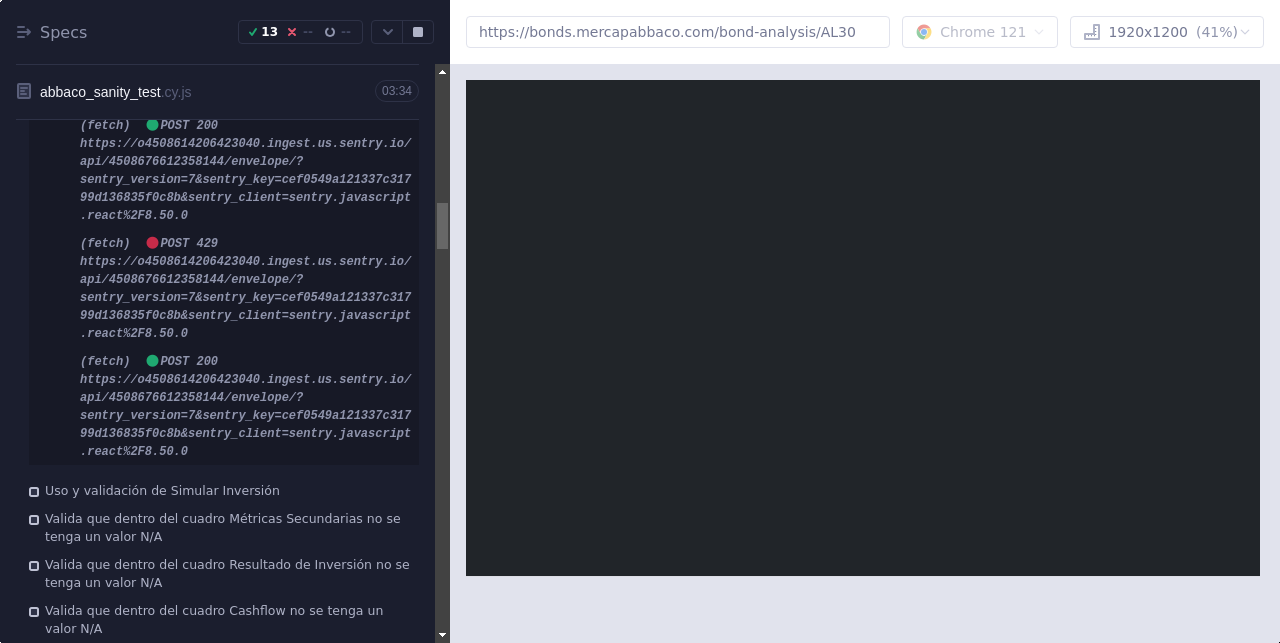 Specs
13
--
--
https://bonds.mercapabbaco.com/bond-analysis/AL30
Chrome 121
1920x1200 (41%)
abbaco_sanity_test.cy.js
03:34
(fetch) POST 200
https://o4508614206423040.ingest.us.sentry.io/
api/4508676612358144/envelope/?
sentry_version=7&sentry_key=cef0549a121337c317
99d136835f0c8b&sentry_client=sentry.javascript
.react%2F8.50.0
(fetch) POST 429
https://o4508614206423040.ingest.us.sentry.io/
api/4508676612358144/envelope/?
sentry_version=7&sentry_key=cef0549a121337c317
99d136835f0c8b&sentry_client=sentry.javascript
.react%2F8.50.0
(fetch) POST 200
https://o4508614206423040.ingest.us.sentry.io/
api/4508676612358144/envelope/?
sentry_version=7&sentry_key=cef0549a121337c317
99d136835f0c8b&sentry_client=sentry.javascript
.react%2F8.50.0
Uso y validación de Simular Inversión
Valida que dentro del cuadro Métricas Secundarias no se
tenga un valor N/A
Valida que dentro del cuadro Resultado de Inversión no se
tenga un valor N/A
Valida que dentro del cuadro Cashflow no se tenga un
valor N/A